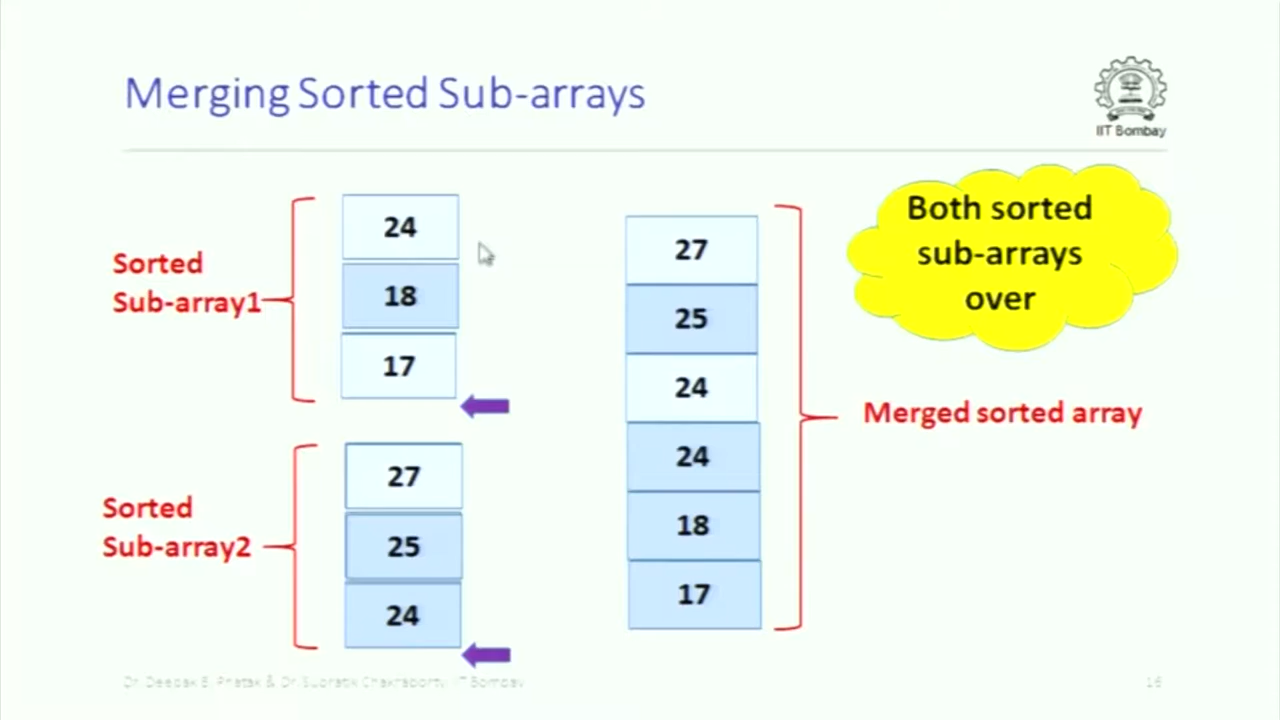 Merging Sorted Sub-arrays
IIT Bombay
Sorted
Sub-array1
24
18
17
Sorted
Sub-array2
27
25
24
27
25
24
24
18
17
Both sorted
sub-arrays
over
Merged sorted array
Dr. Deepak B. Phatak & Dr. Supratik Chakraborty, IIT Bombay
16